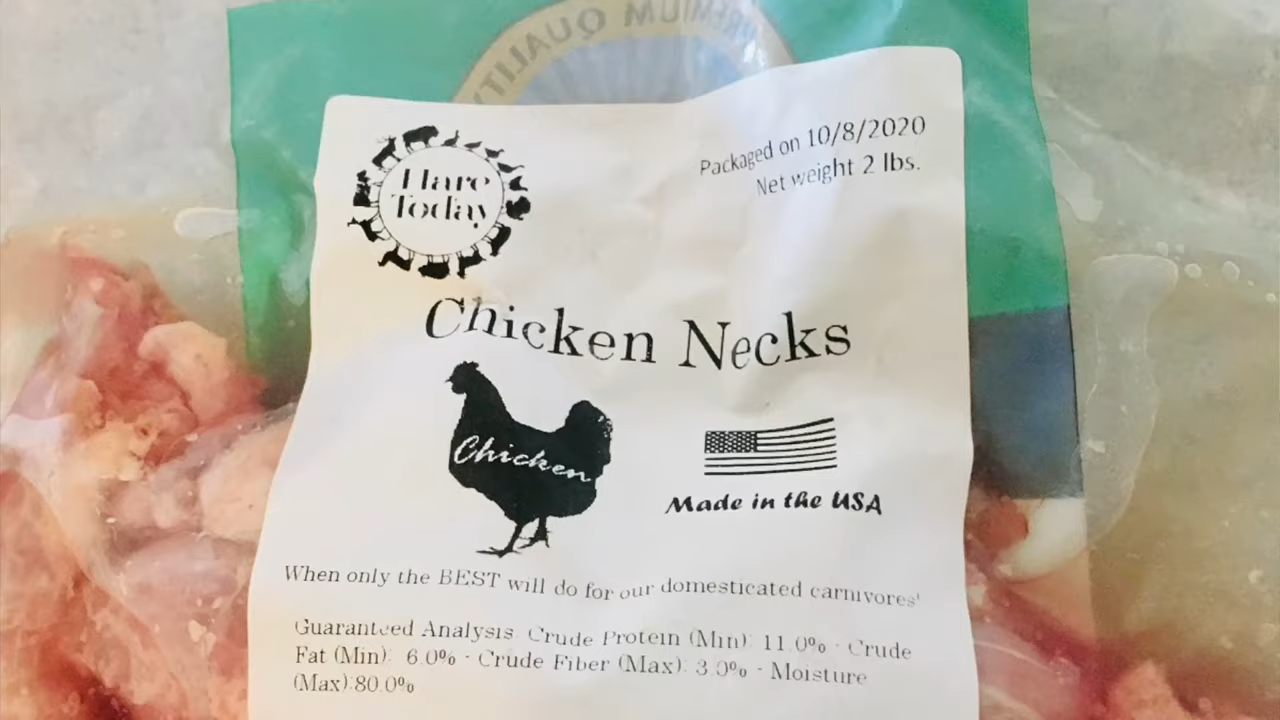 PREMIUM QUALITY
Hare
Today
Packaged on 10/8/2020
Net weight 2 lbs.
Chicken Necks
Chicken
Made in the USA
When only the BEST will do for our domesticated carnivores'
Guaranteed Analysis: Crude Protein (Min): 11.0% - Crude
Fat (Min): 6.0% - Crude Fiber (Max): 3.0% - Moisture
(Max):80.0%